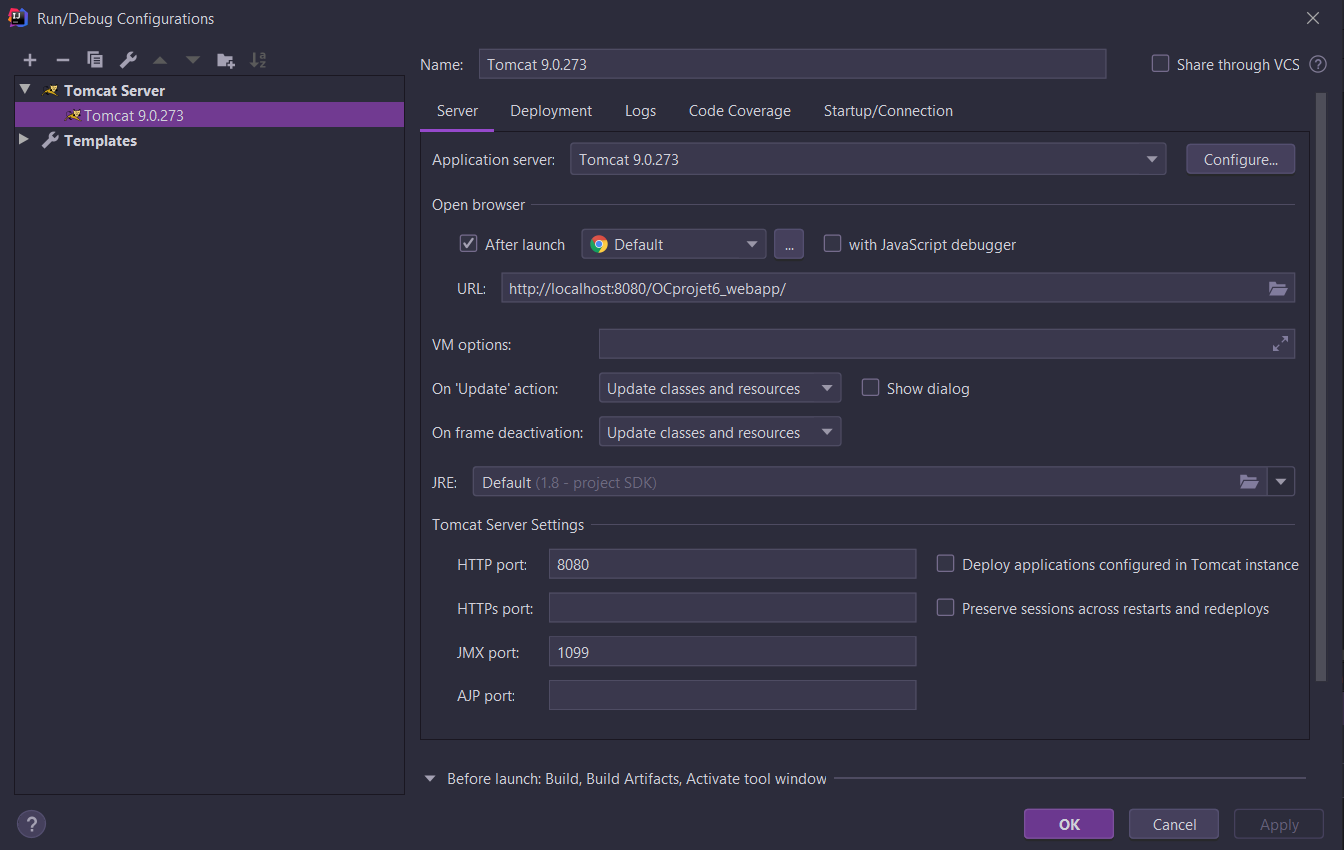 Run/Debug Configurations
Tomcat Server
Tomcat 9.0.273
Templates
Name: Tomcat 9.0.273 Share through VCS ?
Server Deployment Logs Code Coverage Startup/Connection
Application server: Tomcat 9.0.273 Configure...
Open browser
After launch Default ... with JavaScript debugger
URL: http://localhost:8080/OCprojet6_webapp/
VM options:
On 'Update' action: Update classes and resources Show dialog
On frame deactivation: Update classes and resources
JRE: Default (1.8 - project SDK)
Tomcat Server Settings
HTTP port: 8080 Deploy applications configured in Tomcat instance
HTTPs port: Preserve sessions across restarts and redeploys
JMX port: 1099
AJP port:
Before launch: Build, Build Artifacts, Activate tool window
? OK Cancel Apply